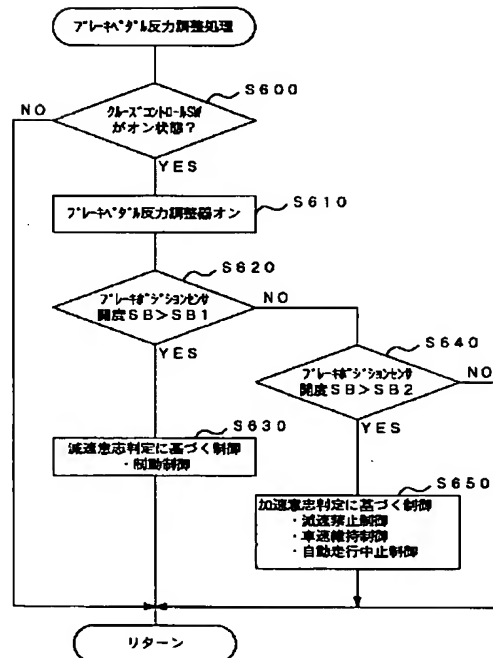 ブレーキペダル反力調整処理
S600
クルーズコントロールSW
がオン状態?
NO
YES
S610
ブレーキペダル反力調整器オン
S620
ブレーキポジションセンサ
開度SB>SB1
NO
YES
S640
ブレーキポジションセンサ
開度SB>SB2
NO
YES
S630
減速意志判定に基づく制御
・制動制御
S650
加速意志判定に基づく制御
・減速禁止制御
・車速維持制御
・自動走行中止制御
リターン